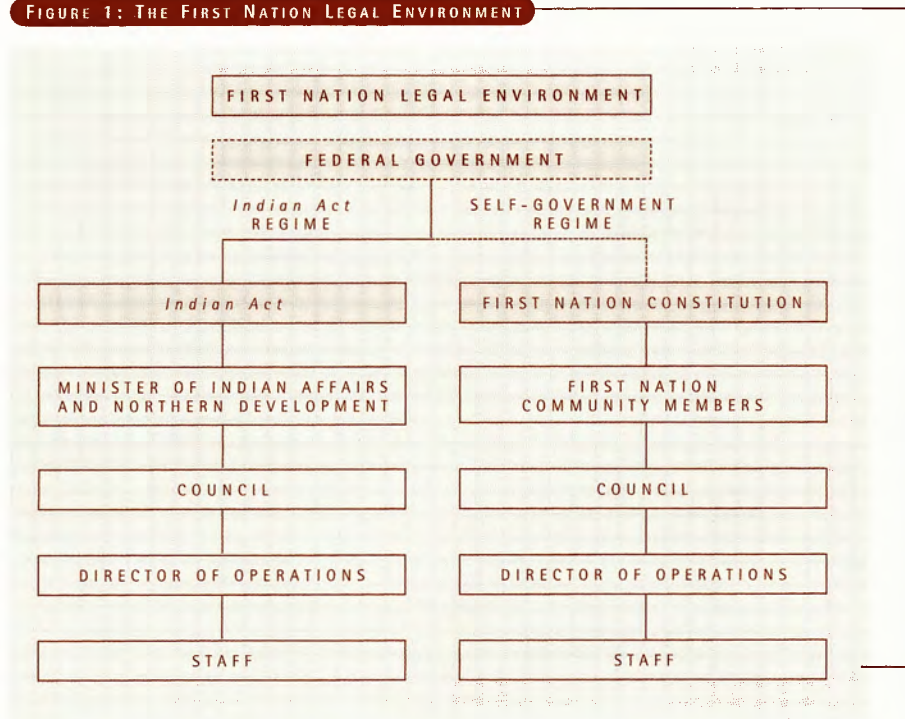 FIGURE 1: THE FIRST NATION LEGAL ENVIRONMENT
FIRST NATION LEGAL ENVIRONMENT
FEDERAL GOVERNMENT
Indian Act
REGIME
SELF-GOVERNMENT
REGIME
Indian Act
FIRST NATION CONSTITUTION
MINISTER OF INDIAN AFFAIRS
AND NORTHERN DEVELOPMENT
FIRST NATION
COMMUNITY MEMBERS
COUNCIL
COUNCIL
DIRECTOR OF OPERATIONS
DIRECTOR OF OPERATIONS
STAFF
STAFF